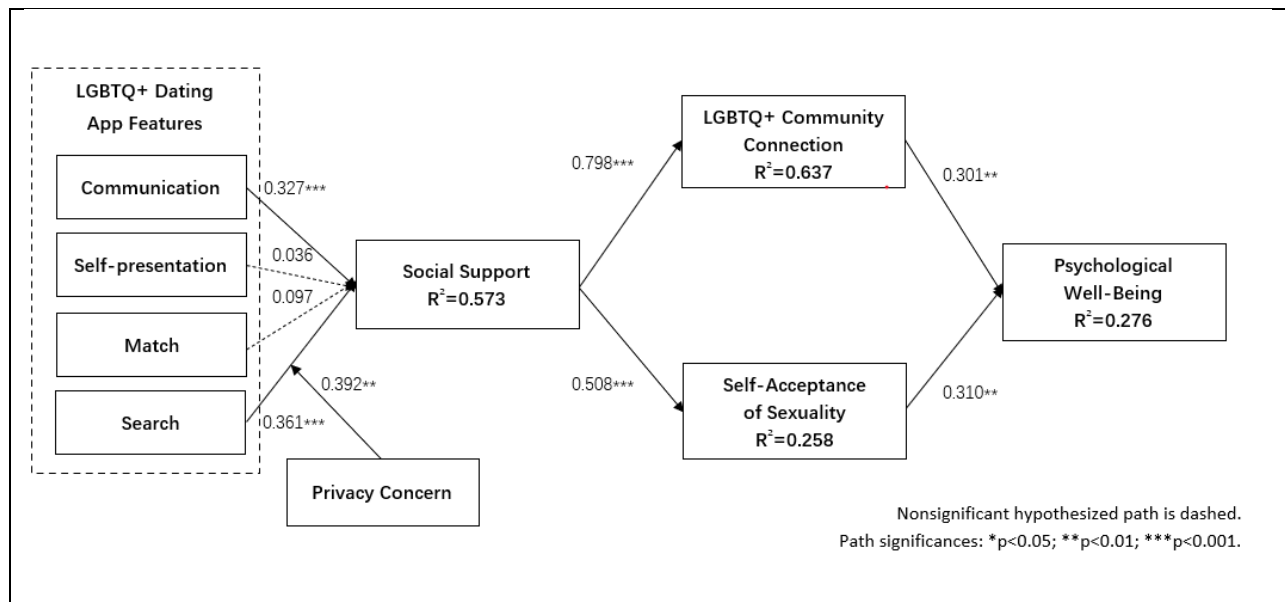 LGBTQ+ Dating
App Features
Communication
Self-presentation
Match
Search
0.327***
0.036
0.097
0.361***
0.392**
Privacy Concern
Social Support
R²=0.573
0.798***
0.508***
LGBTQ+ Community
Connection
R²=0.637
Self-Acceptance
of Sexuality
R²=0.258
0.301**
0.310**
Psychological
Well-Being
R²=0.276
Nonsignificant hypothesized path is dashed.
Path significances: *p<0.05; **p<0.01; ***p<0.001.